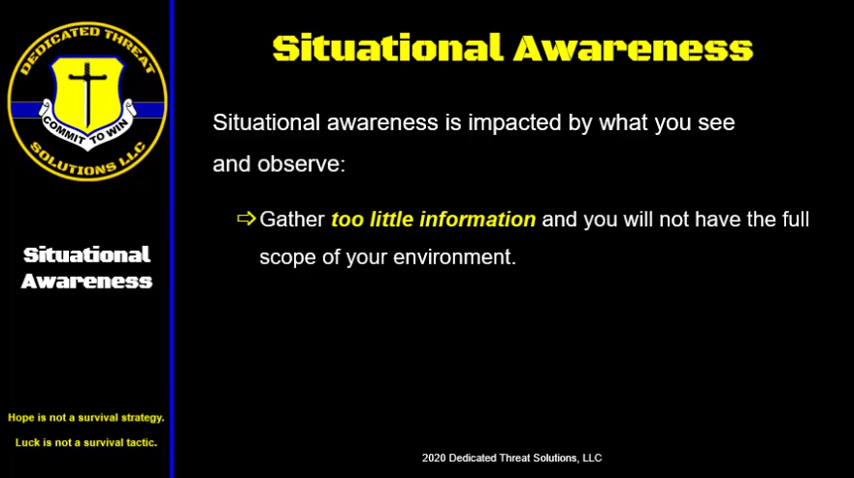 DEDICATED THREAT
COMMIT TO WIN
SOLUTIONS LLC
Situational
Awareness
Hope is not a survival strategy.
Luck is not a survival tactic.
Situational Awareness
Situational awareness is impacted by what you see
and observe:
⇨Gather too little information and you will not have the full
scope of your environment.
2020 Dedicated Threat Solutions, LLC